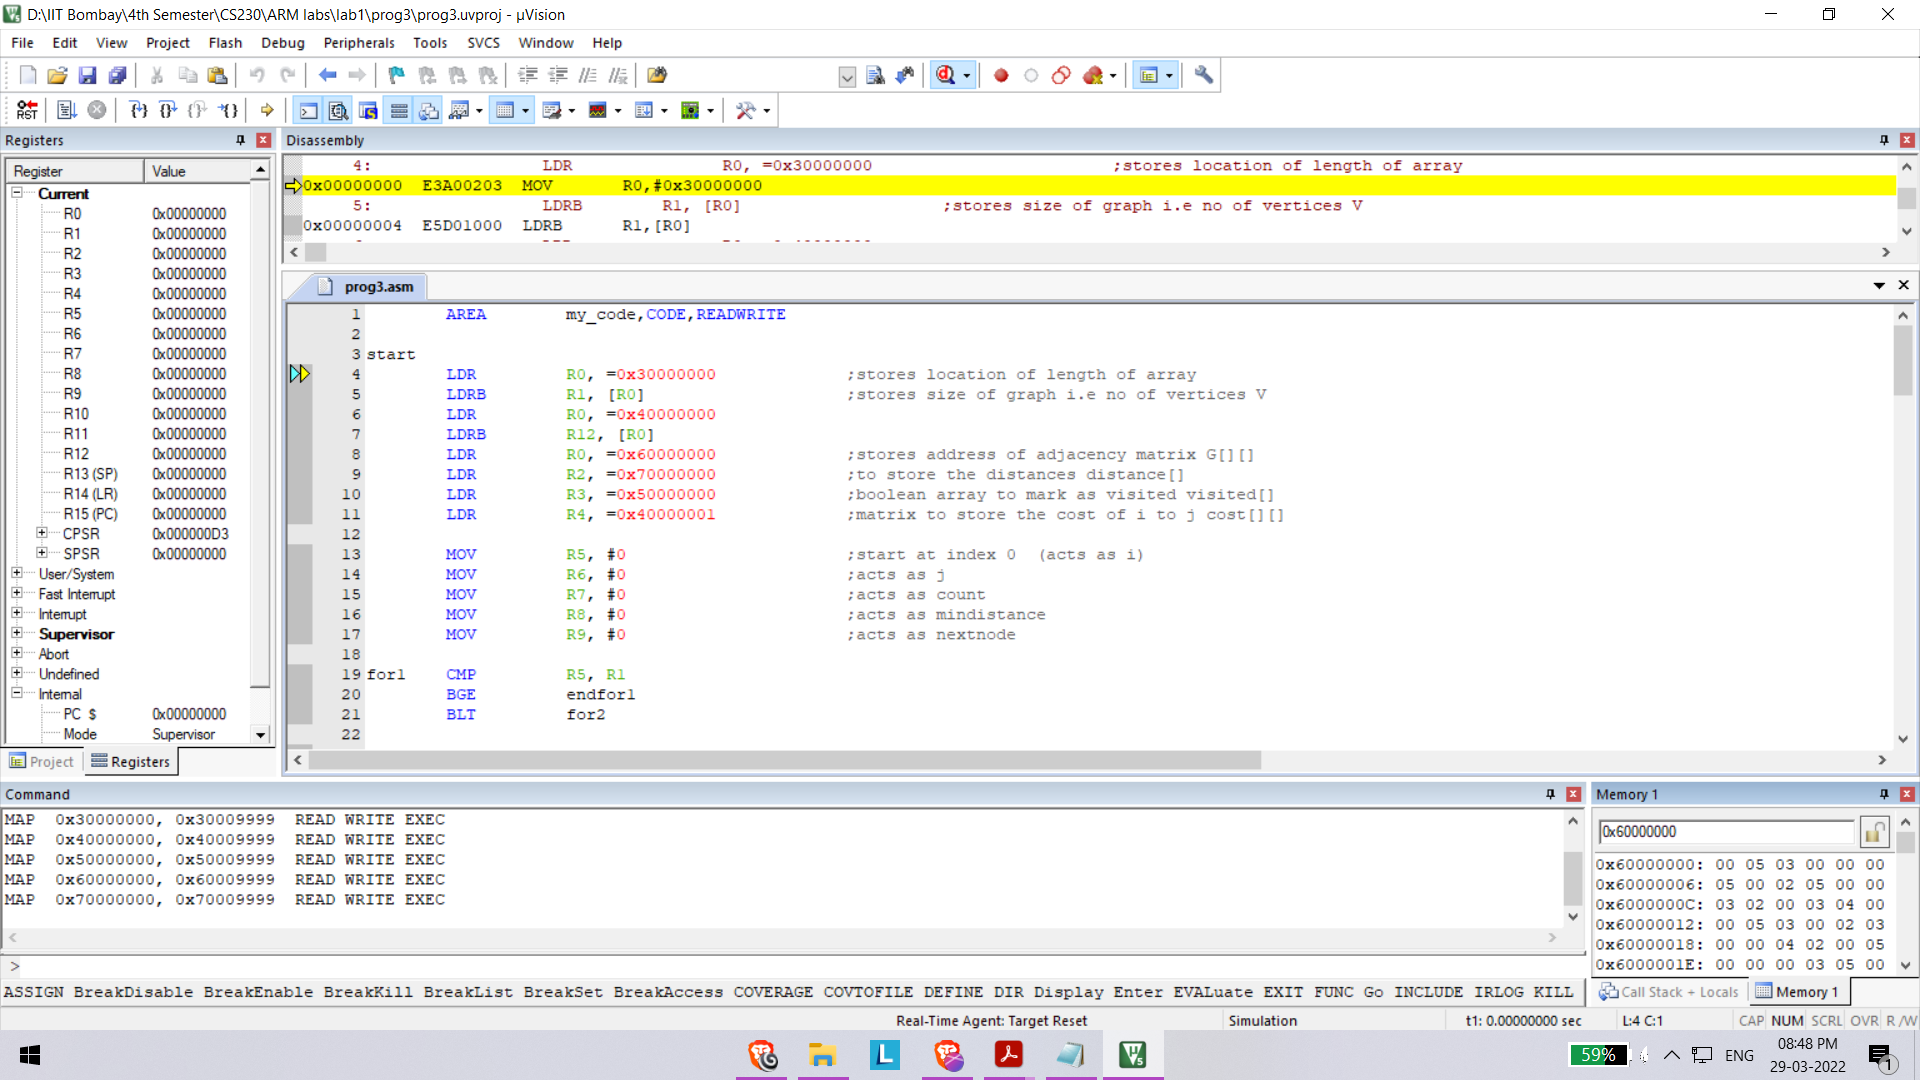 D:\IIT Bombay\4th Semester\CS230\ARM labs\lab1\prog3\prog3.uvproj - µVision
File Edit View Project Flash Debug Peripherals Tools SVCS Window Help
RST
Registers
Register Value
Current
R0 0x00000000
R1 0x00000000
R2 0x00000000
R3 0x00000000
R4 0x00000000
R5 0x00000000
R6 0x00000000
R7 0x00000000
R8 0x00000000
R9 0x00000000
R10 0x00000000
R11 0x00000000
R12 0x00000000
R13 (SP) 0x00000000
R14 (LR) 0x00000000
R15 (PC) 0x00000000
CPSR 0x000000D3
SPSR 0x00000000
User/System
Fast Interrupt
Interrupt
Supervisor
Abort
Undefined
Internal
PC $ 0x00000000
Mode Supervisor
Project Registers
Disassembly
4: LDR R0, =0x30000000 ;stores location of length of array
0x00000000 E3A00203 MOV R0,#0x30000000
5: LDRB R1, [R0] ;stores size of graph i.e no of vertices V
0x00000004 E5D01000 LDRB R1,[R0]
prog3.asm
1 AREA my_code,CODE,READWRITE
2
3 start
4 LDR R0, =0x30000000 ;stores location of length of array
5 LDRB R1, [R0] ;stores size of graph i.e no of vertices V
6 LDR R0, =0x40000000
7 LDRB R12, [R0]
8 LDR R0, =0x60000000 ;stores address of adjacency matrix G[][]
9 LDR R2, =0x70000000 ;to store the distances distance[]
10 LDR R3, =0x50000000 ;boolean array to mark as visited visited[]
11 LDR R4, =0x40000001 ;matrix to store the cost of i to j cost[][]
12
13 MOV R5, #0 ;start at index 0 (acts as i)
14 MOV R6, #0 ;acts as j
15 MOV R7, #0 ;acts as count
16 MOV R8, #0 ;acts as mindistance
17 MOV R9, #0 ;acts as nextnode
18
19 for1 CMP R5, R1
20 BGE endfor1
21 BLT for2
22
Command
MAP 0x30000000, 0x30009999 READ WRITE EXEC
MAP 0x40000000, 0x40009999 READ WRITE EXEC
MAP 0x50000000, 0x50009999 READ WRITE EXEC
MAP 0x60000000, 0x60009999 READ WRITE EXEC
MAP 0x70000000, 0x70009999 READ WRITE EXEC
>
ASSIGN BreakDisable BreakEnable BreakKill BreakList BreakSet BreakAccess COVERAGE COVTOFILE DEFINE DIR Display Enter EVALuate EXIT FUNC Go INCLUDE IRLOG KILL
Memory 1
0x60000000
0x60000000: 00 05 03 00 00 00
0x60000006: 05 00 02 05 00 00
0x6000000C: 03 02 00 03 04 00
0x60000012: 00 05 03 00 02 03
0x60000018: 00 00 04 02 00 05
0x6000001E: 00 00 00 03 05 00
Call Stack + Locals Memory 1
Real-Time Agent: Target Reset Simulation t1: 0.00000000 sec L:4 C:1 CAP NUM SCRL OVR R/W
L 59% ENG 08:48 PM
29-03-2022 1